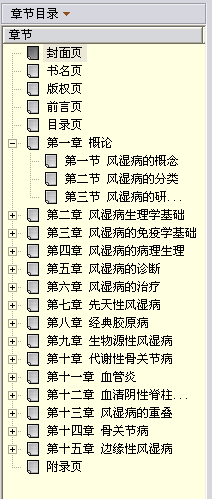 章节目录
章节
封面页
书名页
版权页
前言页
目录页
第一章 概论
第一节 风湿病的概念
第二节 风湿病的分类
第三节 风湿病的研...
第二章 风湿病生理学基础
第三章 风湿病的免疫学基础
第四章 风湿病的病理生理
第五章 风湿病的诊断
第六章 风湿病的治疗
第七章 先天性风湿病
第八章 经典胶原病
第九章 生物源性风湿病
第十章 代谢性骨关节病
第十一章 血管炎
第十二章 血清阴性脊柱...
第十三章 风湿病的重叠
第十四章 骨关节病
第十五章 边缘性风湿病
附录页